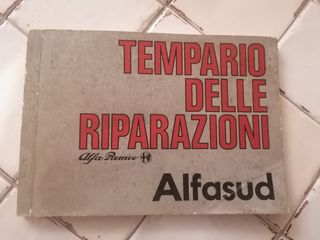 TEMPARIO
DELLE
RIPARAZIONI
Alfa Romeo
Alfasud